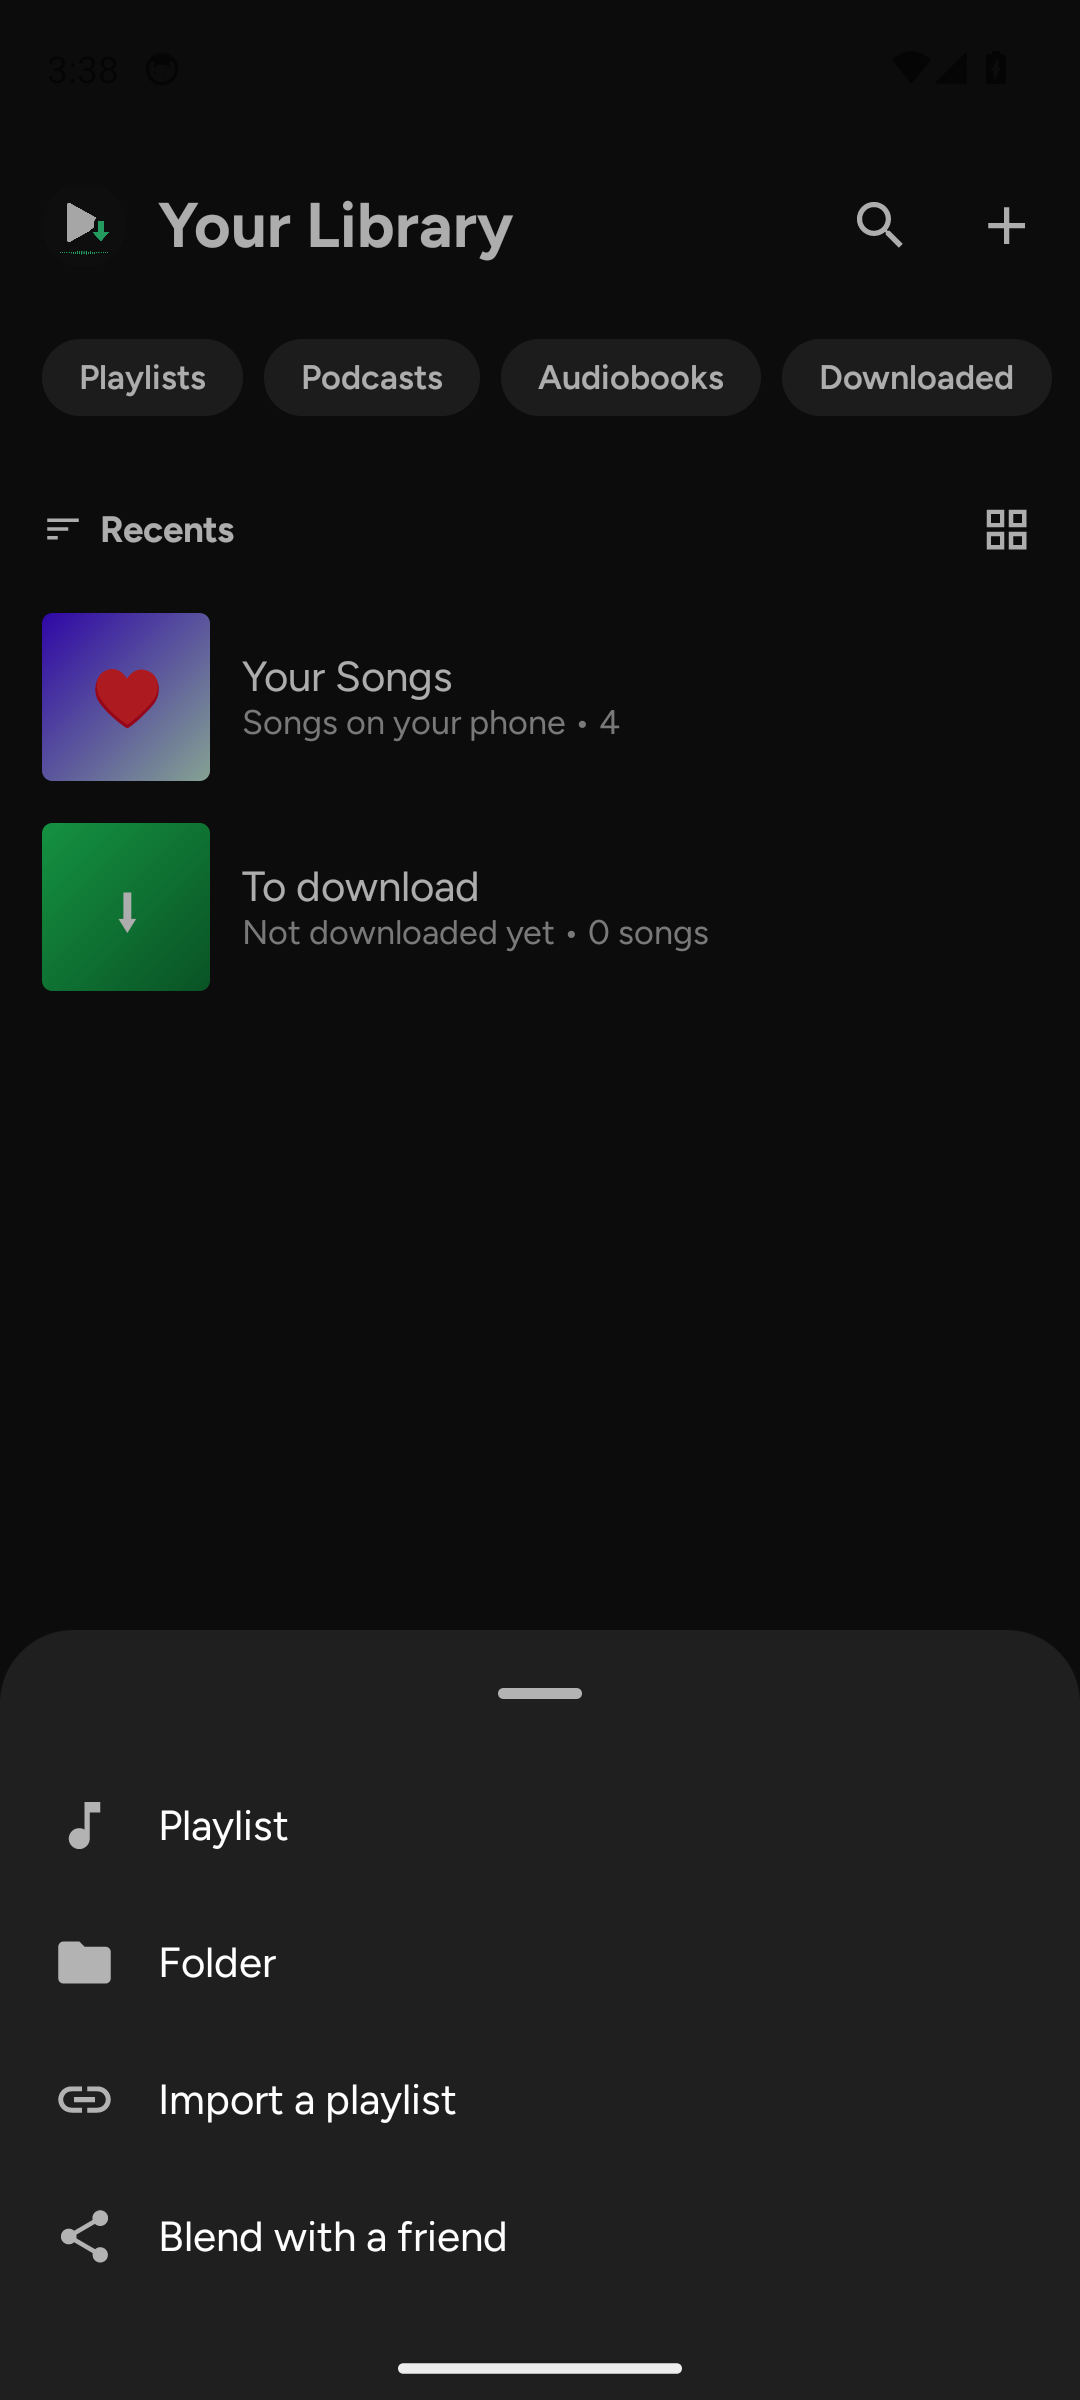 3:38
Your Library
Playlists
Podcasts
Audiobooks
Downloaded
Recents
Your Songs
Songs on your phone • 4
To download
Not downloaded yet • 0 songs
Playlist
Folder
Import a playlist
Blend with a friend